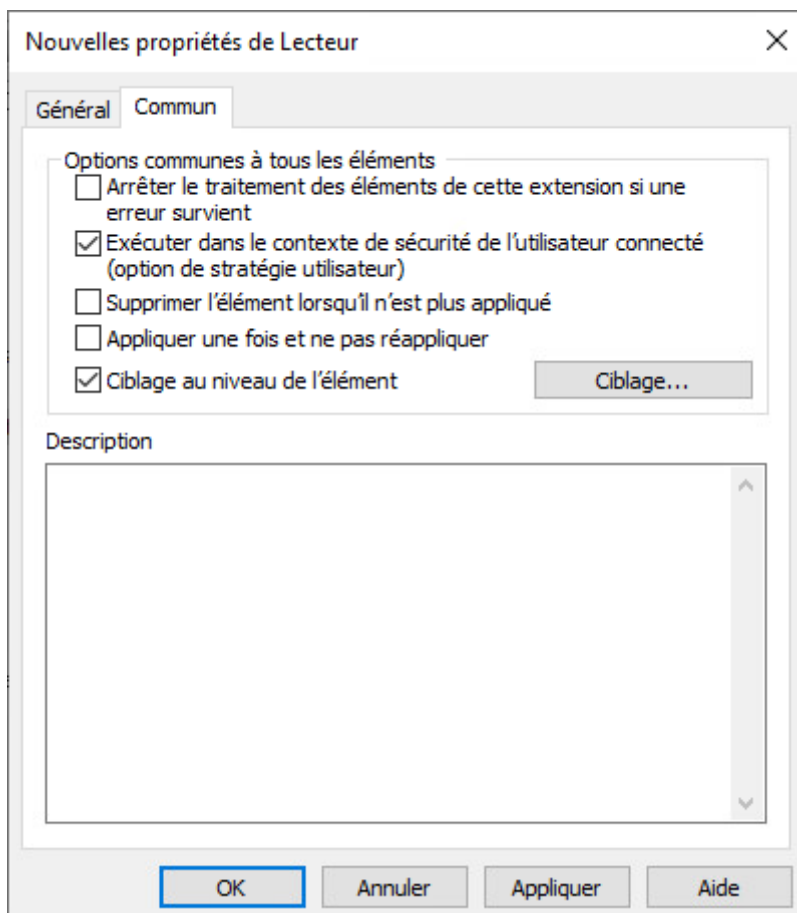 Nouvelles propriétés de Lecteur
Général Commun
Options communes à tous les éléments
Arrêter le traitement des éléments de cette extension si une
erreur survient
Exécuter dans le contexte de sécurité de l'utilisateur connecté
(option de stratégie utilisateur)
Supprimer l'élément lorsqu'il n'est plus appliqué
Appliquer une fois et ne pas réappliquer
Ciblage au niveau de l'élément Ciblage...
Description
OK Annuler Appliquer Aide